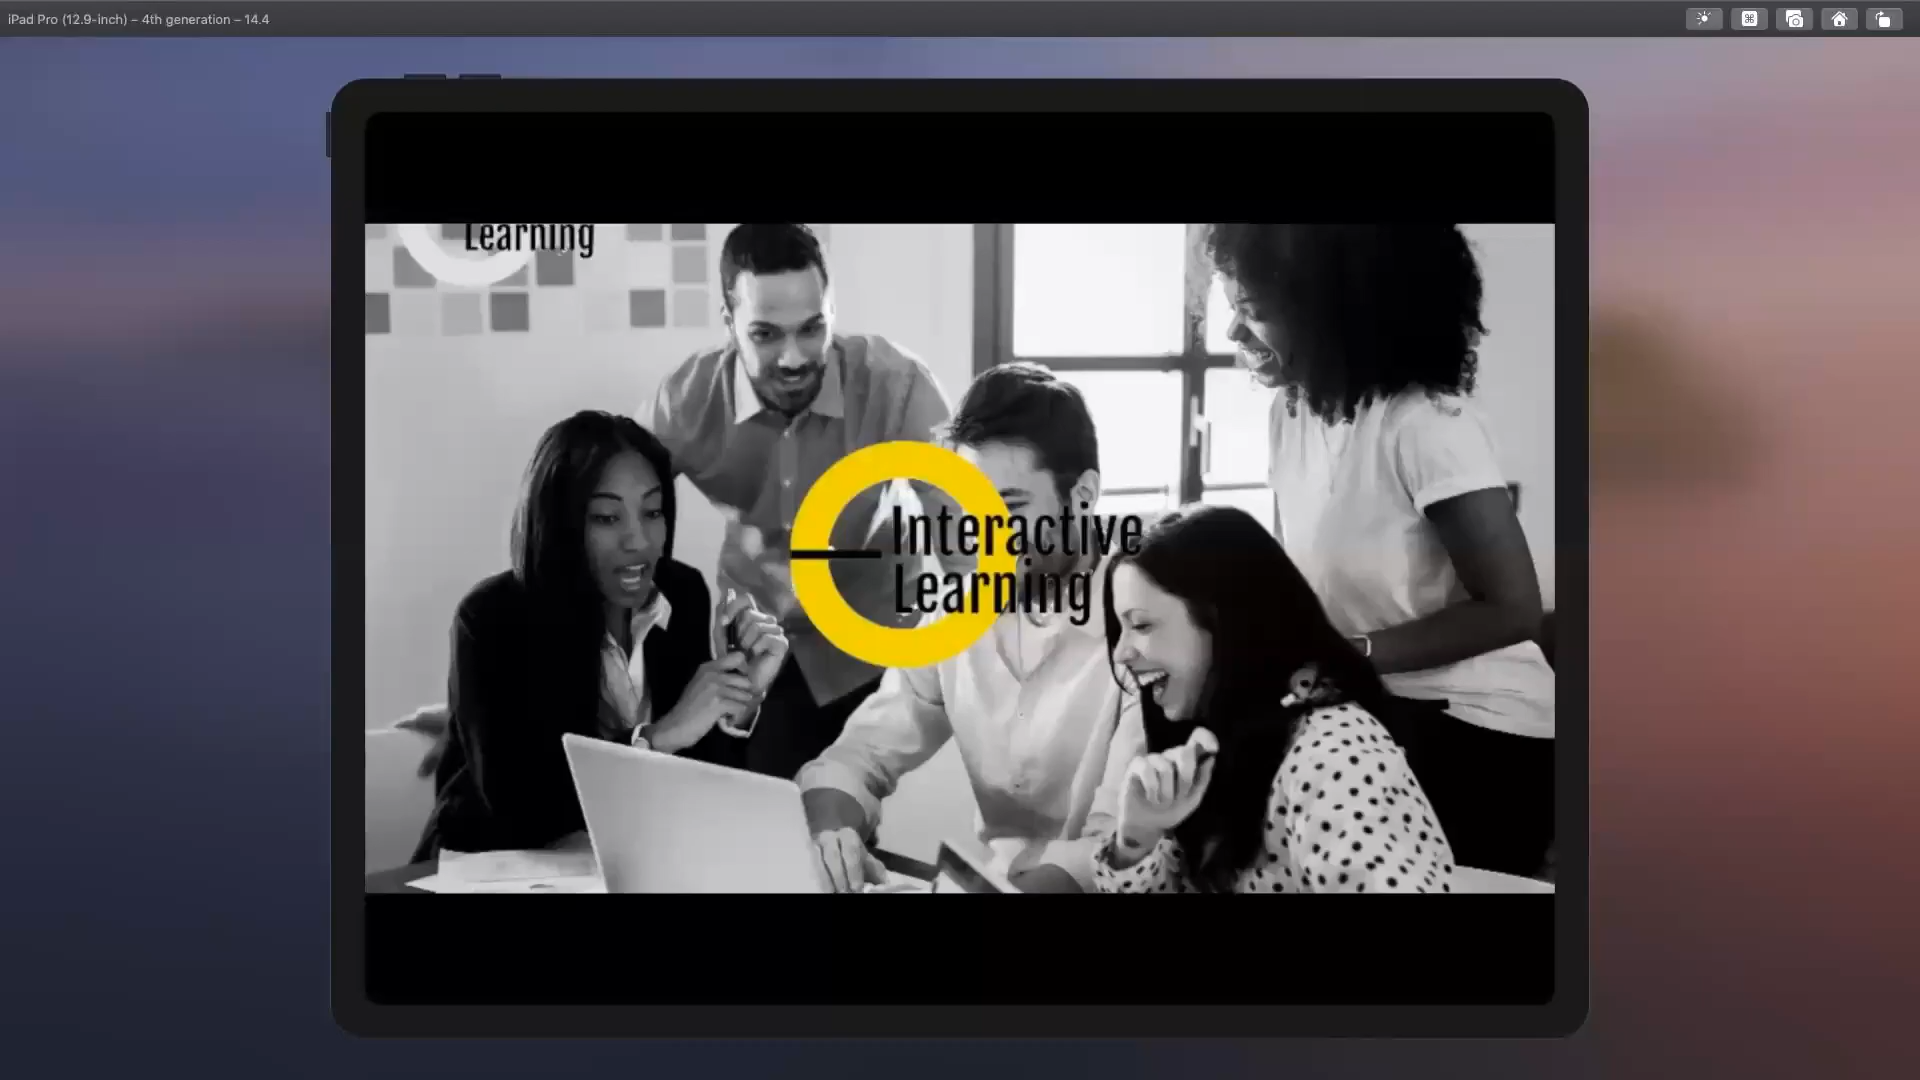 iPad Pro (12.9-inch) – 4th generation – 14.4
Learning
Interactive
Learning